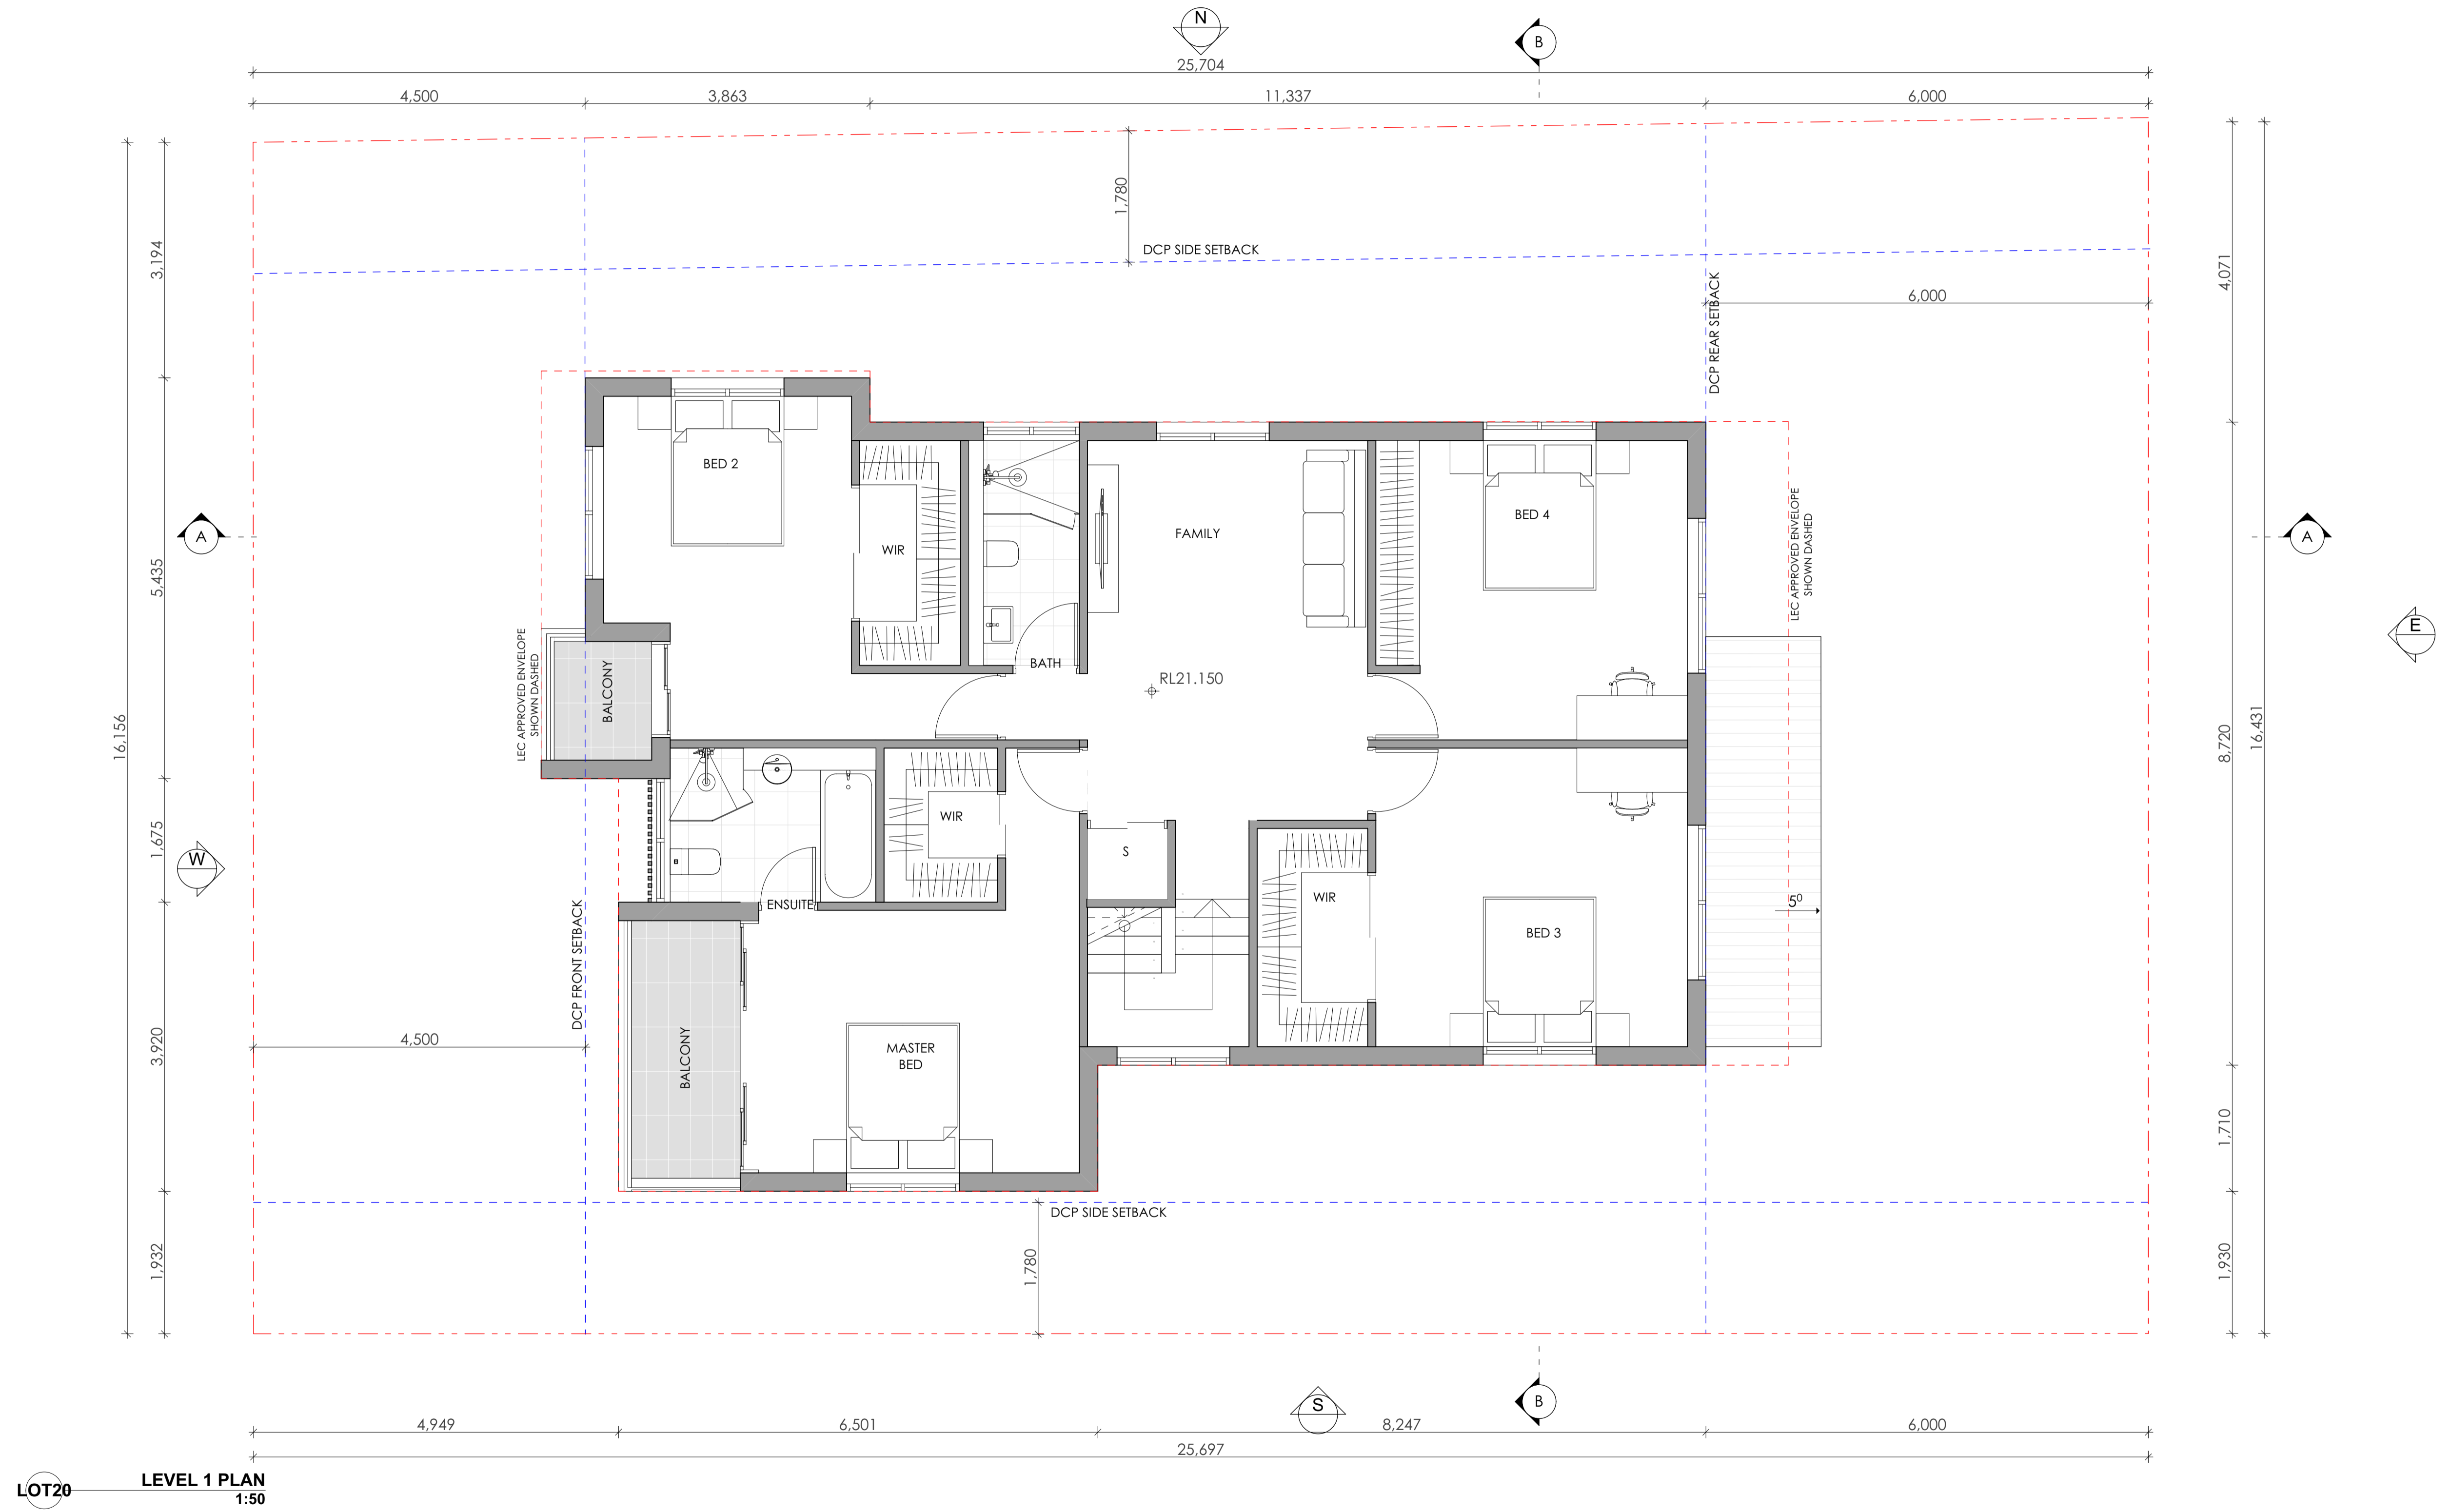 N
B
25,704
4,500
3,863
11,337
6,000
1,780
DCP SIDE SETBACK
3,194
4,071
6,000
DCP REAR SETBACK
BED 2
BED 4
FAMILY
WIR
A
A
LEC APPROVED ENVELOPE
SHOWN DASHED
5,435
E
LEC APPROVED ENVELOPE
SHOWN DASHED
BALCONY
BATH
RL21.150
16,156
8,720
16,431
WIR
S
1,675
W
WIR
ENSUITE
5⁰
BED 3
DCP FRONT SETBACK
4,500
3,920
BALCONY
MASTER
BED
1,710
DCP SIDE SETBACK
1,932
1,780
1,930
S
B
4,949
6,501
8,247
6,000
25,697
LOT20
LEVEL 1 PLAN
1:50